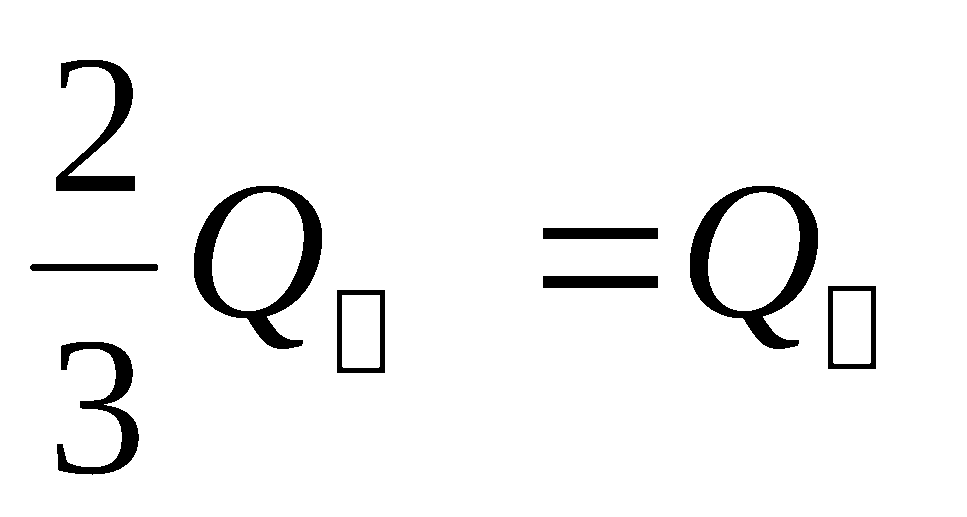 2/3 Q▯ = Q▯